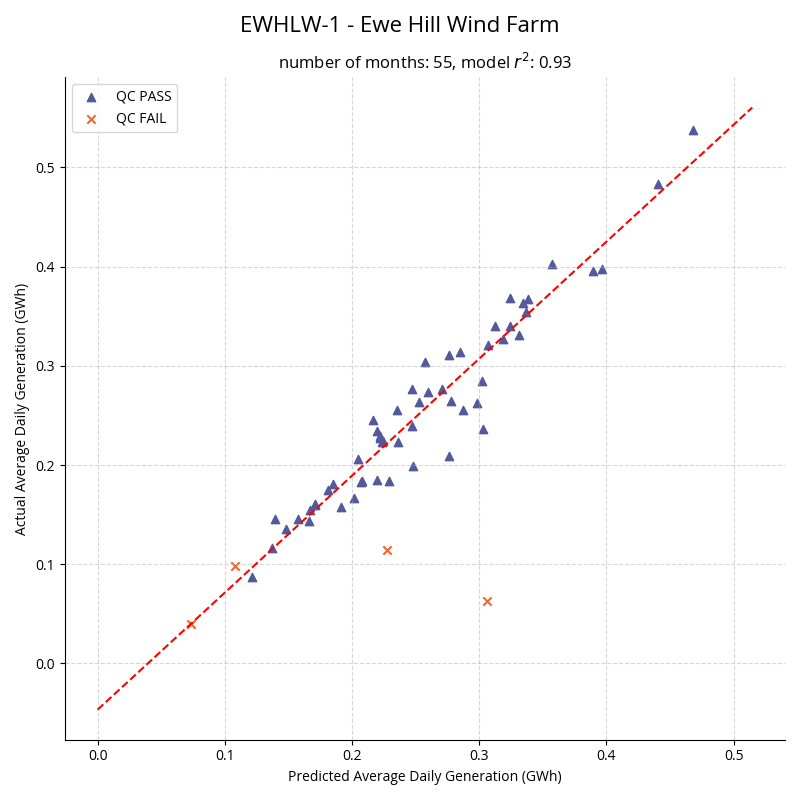 EWHLW-1 - Ewe Hill Wind Farm
number of months: 55, model r²: 0.93
QC PASS
QC FAIL
Actual Average Daily Generation (GWh)
0.5
0.4
0.3
0.2
0.1
0.0
0.0 0.1 0.2 0.3 0.4 0.5
Predicted Average Daily Generation (GWh)